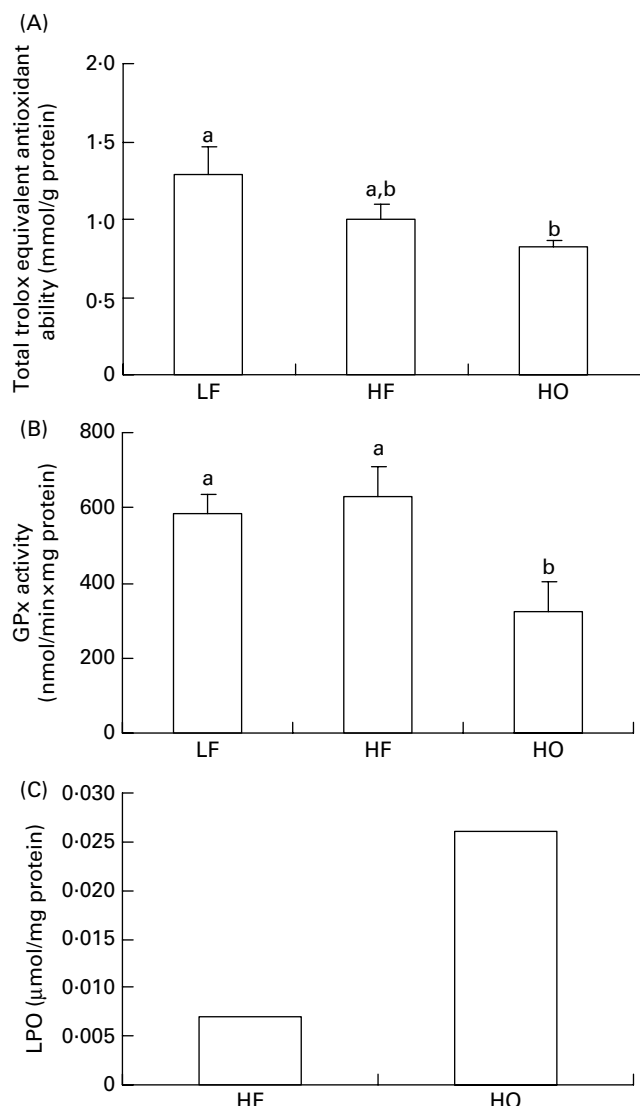 (A)
Total trolox equivalent antioxidant
ability (mmol/g protein)
2·0
1·5
1·0
0·5
0
a
a,b
b
LF
HF
HO
(B)
GPx activity
(nmol/min×mg protein)
800
600
400
200
0
a
a
b
LF
HF
HO
(C)
LPO (μmol/mg protein)
0·030
0·025
0·020
0·015
0·010
0·005
0
HF
HO